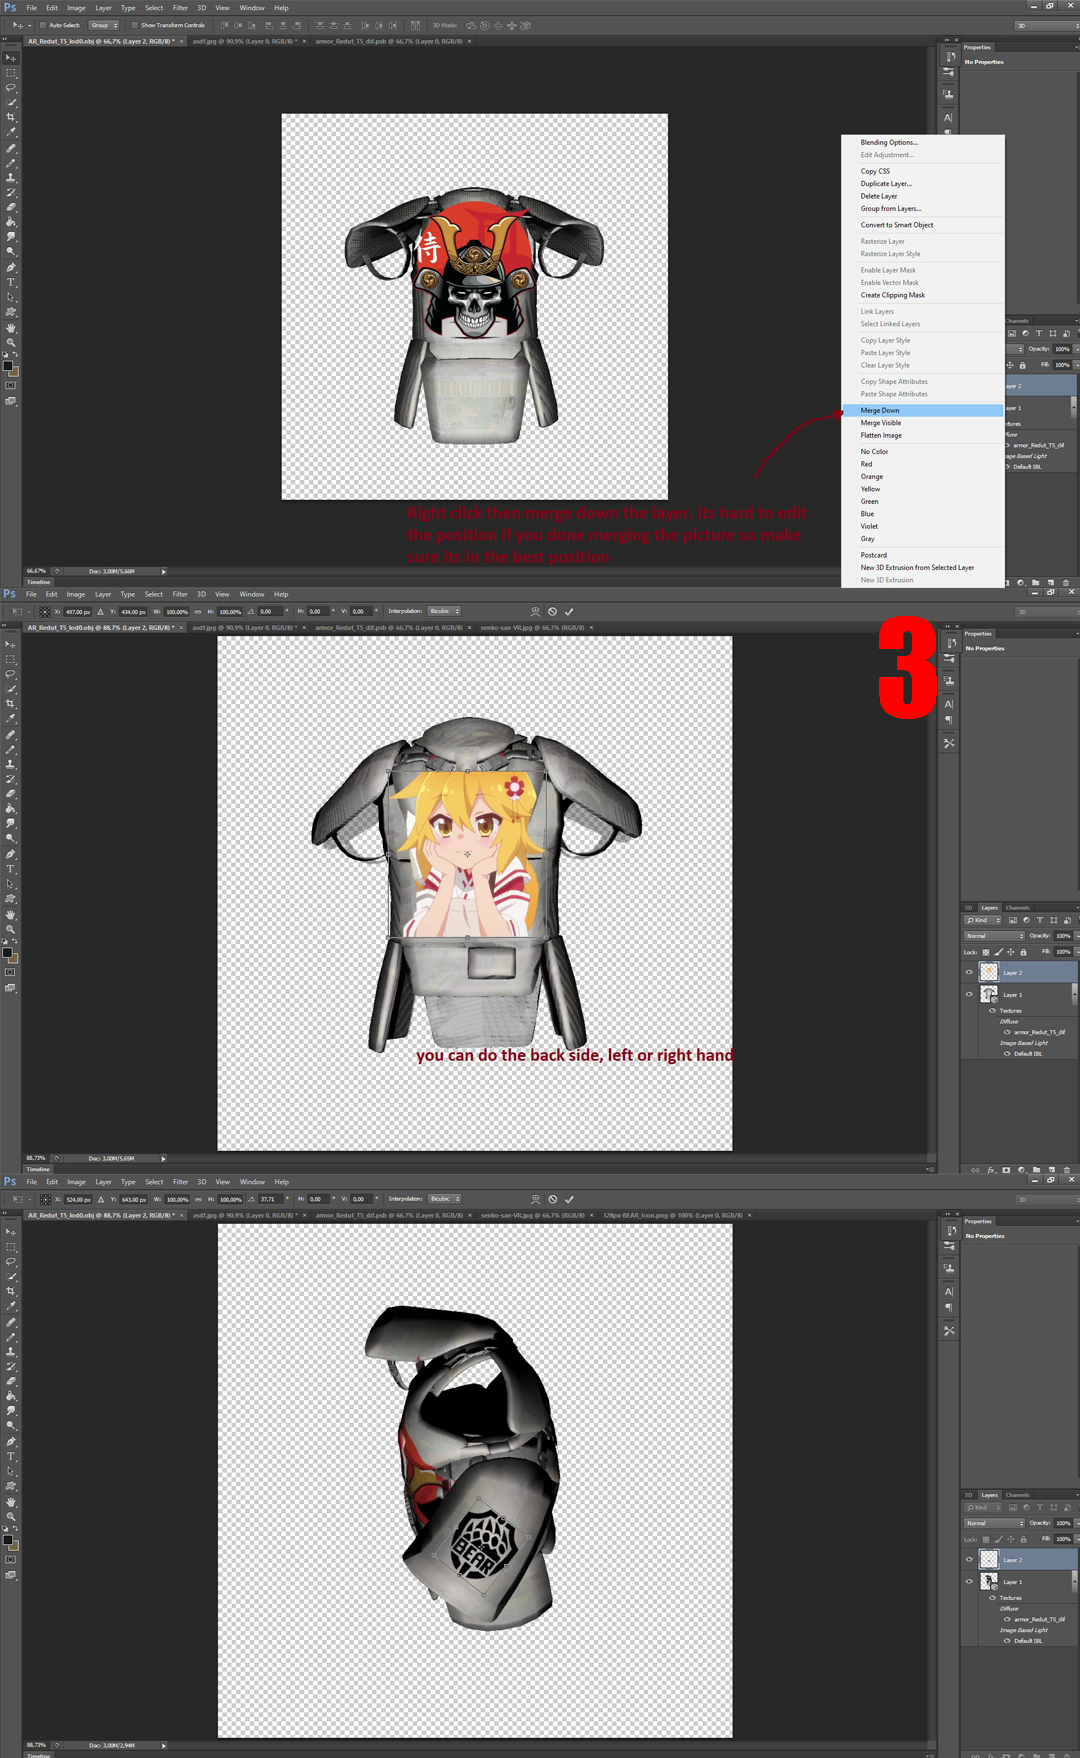 Ps File Edit Image Layer Type Select Filter 3D View Window Help
Auto-Select: Group Show Transform Controls 3D Mode: 3D
AR_Redut_T5_lod0.obj @ 66,7% (Layer 2, RGB/8) * × asdf.jpg @ 90,9% (Layer 0, RGB/8) * × armor_Redut_T5_dif.psb @ 66,7% (RGB/8) ×
Properties
No Properties
侍
Blending Options...
Edit Adjustment...
Copy CSS
Duplicate Layer...
Delete Layer
Group from Layers...
Convert to Smart Object
Rasterize Layer
Rasterize Layer Style
Enable Layer Mask
Enable Vector Mask
Create Clipping Mask
Link Layers
Select Linked Layers
Copy Layer Style
Paste Layer Style
Clear Layer Style
Copy Shape Attributes
Paste Shape Attributes
Merge Down
Merge Visible
Flatten Image
No Color
Red
Orange
Yellow
Green
Blue
Violet
Gray
Postcard
New 3D Extrusion from Selected Layer
New 3D Extrusion
Channels
Opacity: 100%
Fill: 100%
armor_Redut_T5_dif
Default IBL
Right click then merge down the layer, its hard to edit
the position if you done merging the picture so make
sure its in the best position
66,67% Doc: 3,00M/5,66M
Timeline
Ps File Edit Image Layer Type Select Filter 3D View Window Help
X: 497,00 px Y: 434,00 px W: 100,00% H: 100,00% 0,00 ° H: 0,00 ° V: 0,00 ° Interpolation: Bicubic 3D
AR_Redut_T5_lod0.obj @ 88,7% (Layer 2, RGB/8) * × asdf.jpg @ 90,9% (Layer 0, RGB/8) * × armor_Redut_T5_dif.psb @ 66,7% (RGB/8) × senko-san-VR.jpg @ 66,7% (RGB/8) ×
Properties
No Properties
3
3D Layers Channels
Kind
Normal Opacity: 100%
Lock: Fill: 100%
Layer 2
Layer 1
Textures
Diffuse
armor_Redut_T5_dif
Image Based Light
Default IBL
you can do the back side, left or right hand
88,73% Doc: 3,00M/5,65M
Timeline
Ps File Edit Image Layer Type Select Filter 3D View Window Help
X: 524,00 px Y: 643,00 px W: 100,00% H: 100,00% 37,71 ° H: 0,00 ° V: 0,00 ° Interpolation: Bicubic 3D
AR_Redut_T5_lod0.obj @ 88,7% (Layer 2, RGB/8) * × asdf.jpg @ 90,9% (Layer 0, RGB/8) * × armor_Redut_T5_dif.psb @ 66,7% (RGB/8) × senko-san-VR.jpg @ 66,7% (RGB/8) × 128px-BEAR_Icon.png @ 100% (Layer 0, RGB/8) ×
Properties
No Properties
BEAR
3D Layers Channels
Kind
Normal Opacity: 100%
Lock: Fill: 100%
Layer 2
Layer 1
Textures
Diffuse
armor_Redut_T5_dif
Image Based Light
Default IBL
88,73% Doc: 3,00M/2,94M
Timeline